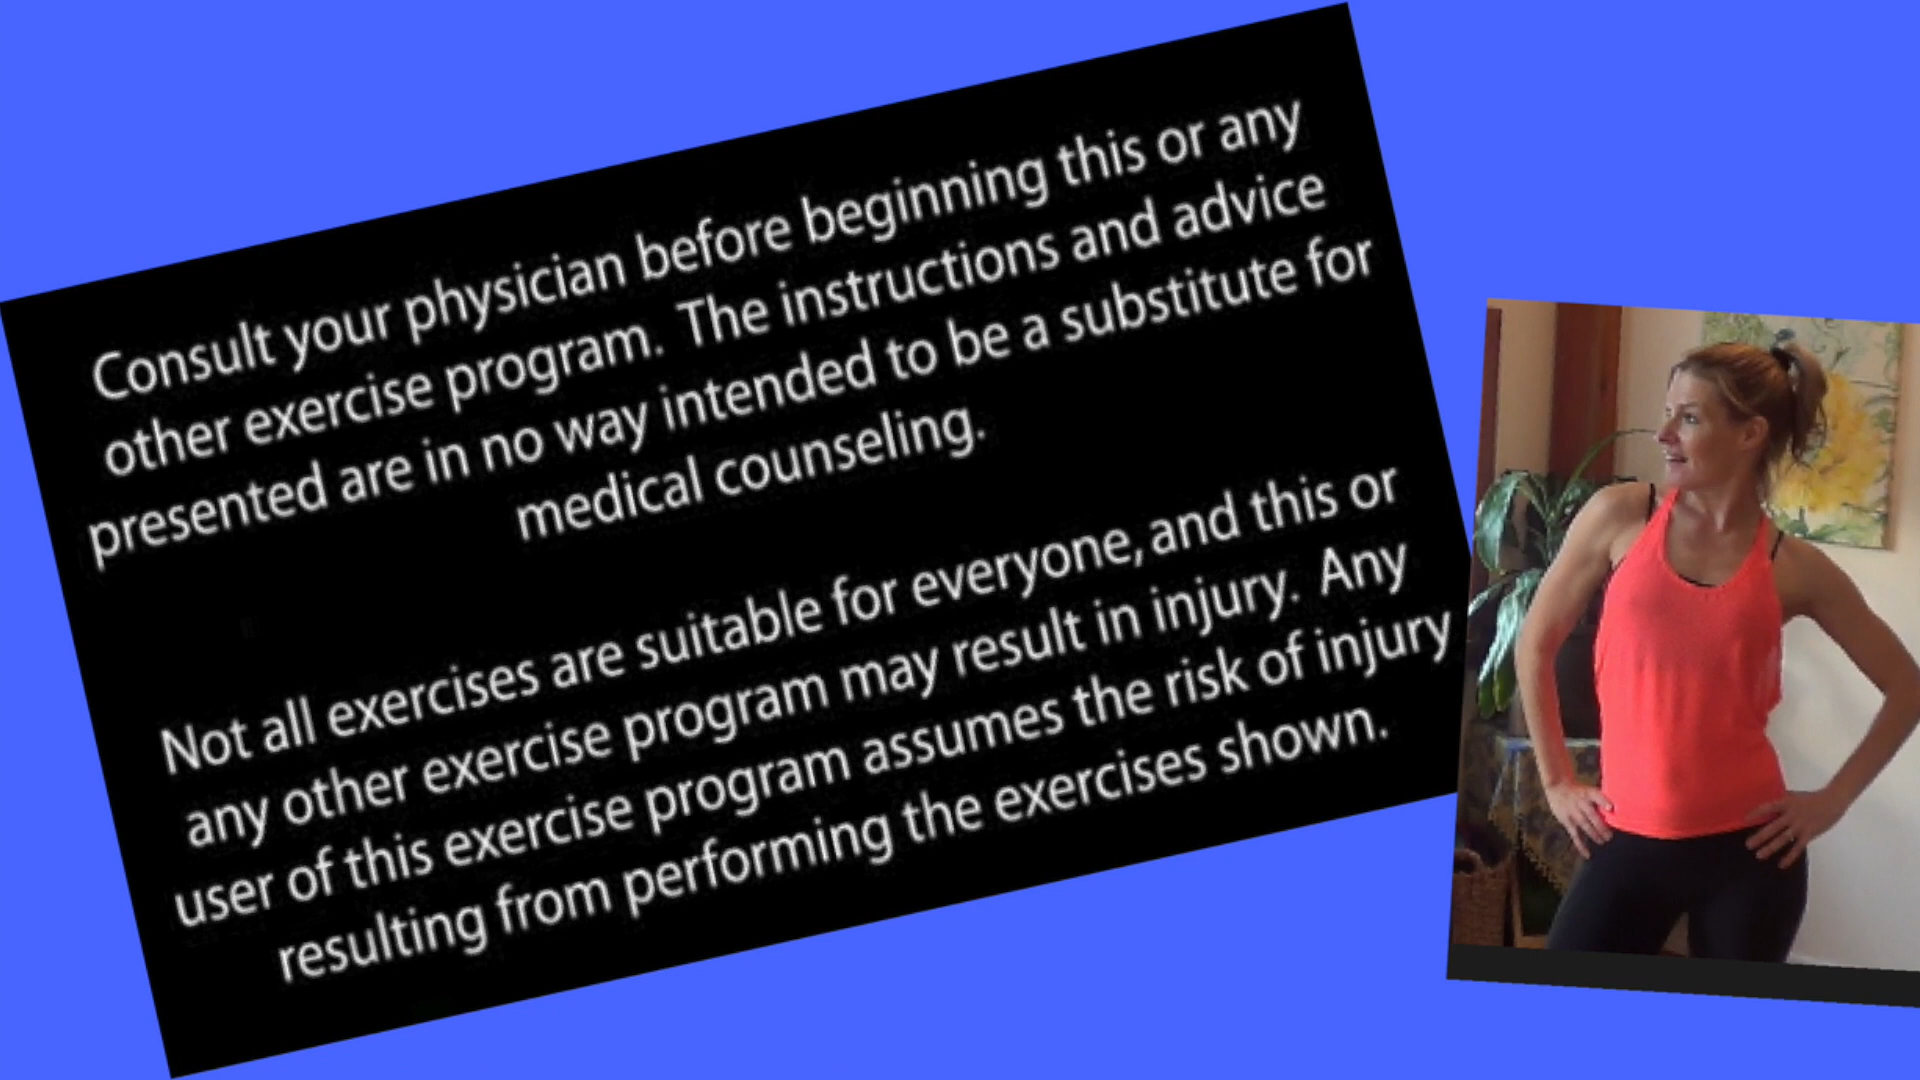 Consult your physician before beginning this or any
other exercise program. The instructions and advice
presented are in no way intended to be a substitute for
medical counseling.
Not all exercises are suitable for everyone, and this or
any other exercise program may result in injury. Any
user of this exercise program assumes the risk of injury
resulting from performing the exercises shown.